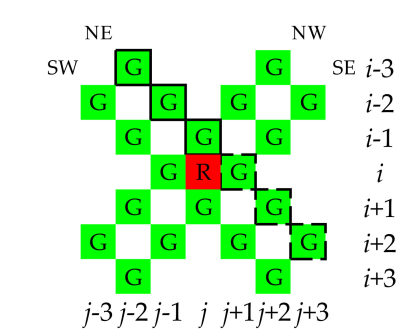 NE NW
SW G G SE i-3
G G G G i-2
G G G i-1
G R G i
G G G i+1
G G G G i+2
G G i+3
j-3 j-2 j-1 j j+1 j+2 j+3